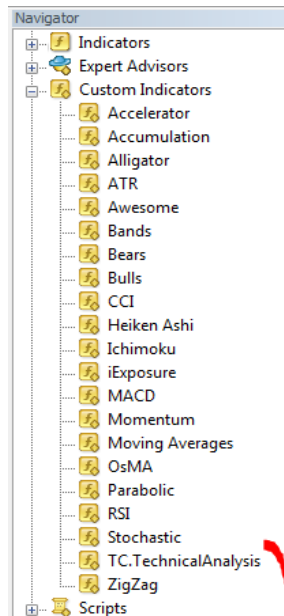 Navigator
Indicators
Expert Advisors
Custom Indicators
Accelerator
Accumulation
Alligator
ATR
Awesome
Bands
Bears
Bulls
CCI
Heiken Ashi
Ichimoku
iExposure
MACD
Momentum
Moving Averages
OsMA
Parabolic
RSI
Stochastic
TC.TechnicalAnalysis
ZigZag
Scripts